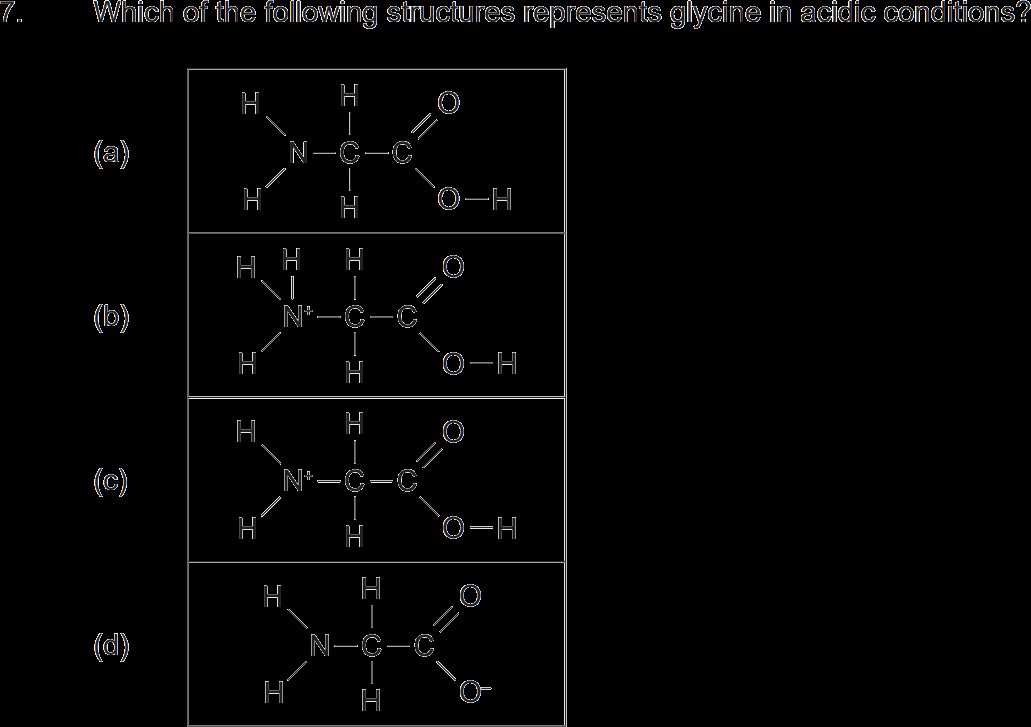 7. Which of the following structures represents glycine in acidic conditions?
(a)
H H O
N C C
H H O H
(b)
H H H O
N+ C C
H H O H
(c)
H H O
N+ C C
H H O H
(d)
H H O
N C C
H H O–